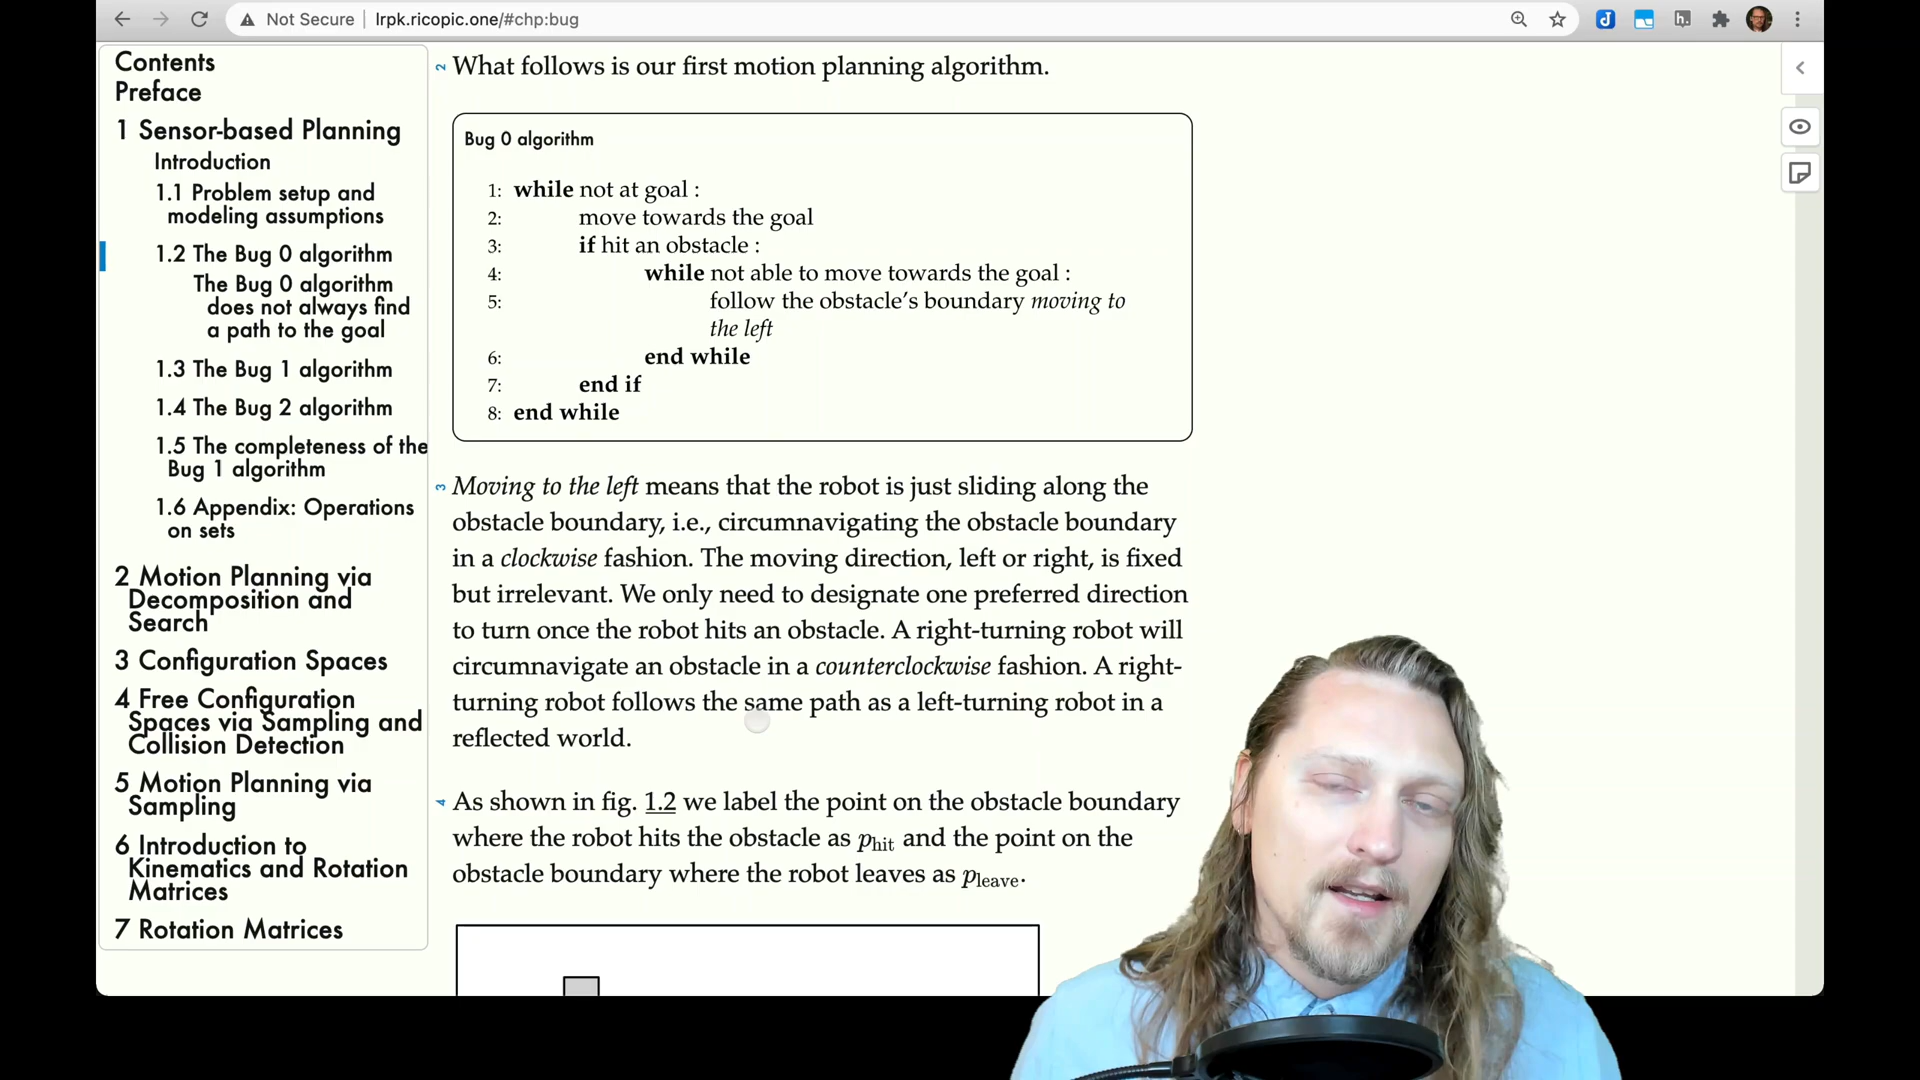 Not Secure | lrpk.ricopic.one/#chp:bug
Contents
Preface
1 Sensor-based Planning
Introduction
1.1 Problem setup and
modeling assumptions
1.2 The Bug 0 algorithm
The Bug 0 algorithm
does not always find
a path to the goal
1.3 The Bug 1 algorithm
1.4 The Bug 2 algorithm
1.5 The completeness of the
Bug 1 algorithm
1.6 Appendix: Operations
on sets
2 Motion Planning via
Decomposition and
Search
3 Configuration Spaces
4 Free Configuration
Spaces via Sampling and
Collision Detection
5 Motion Planning via
Sampling
6 Introduction to
Kinematics and Rotation
Matrices
7 Rotation Matrices
2 What follows is our first motion planning algorithm.
Bug 0 algorithm
1: while not at goal :
2: move towards the goal
3: if hit an obstacle :
4: while not able to move towards the goal :
5: follow the obstacle's boundary moving to
the left
6: end while
7: end if
8: end while
3 Moving to the left means that the robot is just sliding along the
obstacle boundary, i.e., circumnavigating the obstacle boundary
in a clockwise fashion. The moving direction, left or right, is fixed
but irrelevant. We only need to designate one preferred direction
to turn once the robot hits an obstacle. A right-turning robot will
circumnavigate an obstacle in a counterclockwise fashion. A right-
turning robot follows the same path as a left-turning robot in a
reflected world.
4 As shown in fig. 1.2 we label the point on the obstacle boundary
where the robot hits the obstacle as phit and the point on the
obstacle boundary where the robot leaves as pleave.